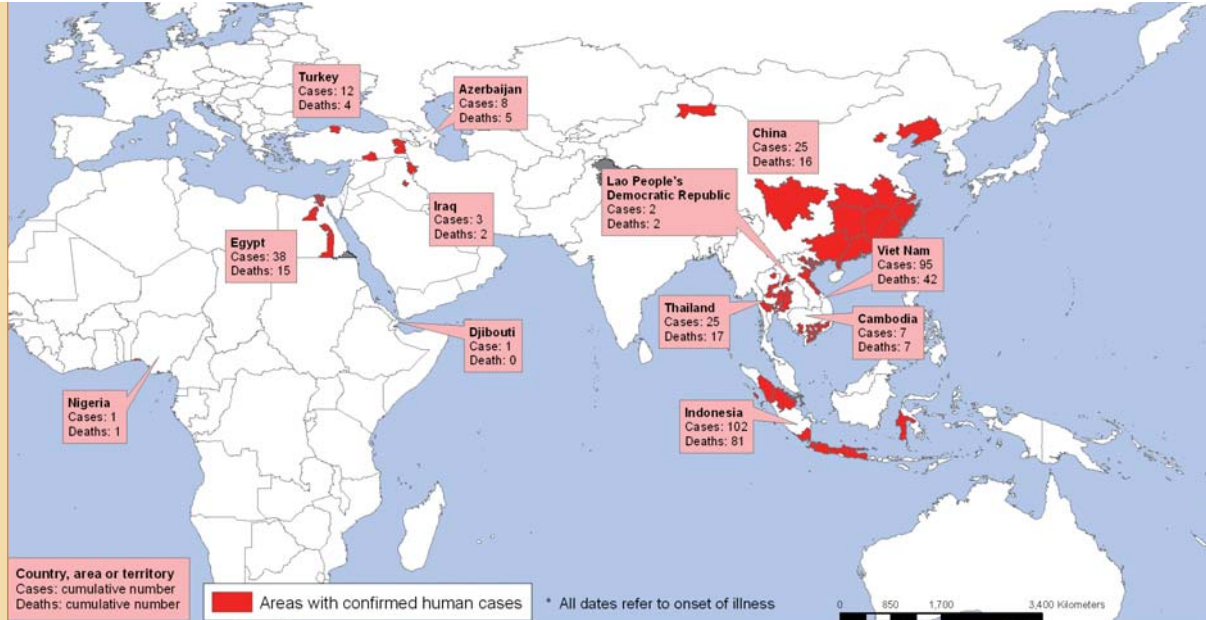 Turkey
Cases: 12
Deaths: 4
Azerbaijan
Cases: 8
Deaths: 5
China
Cases: 25
Deaths: 16
Lao People's
Democratic Republic
Cases: 2
Deaths: 2
Iraq
Cases: 3
Deaths: 2
Egypt
Cases: 38
Deaths: 15
Viet Nam
Cases: 95
Deaths: 42
Thailand
Cases: 25
Deaths: 17
Cambodia
Cases: 7
Deaths: 7
Djibouti
Case: 1
Death: 0
Nigeria
Cases: 1
Deaths: 1
Indonesia
Cases: 102
Deaths: 81
Country, area or territory
Cases: cumulative number
Deaths: cumulative number
Areas with confirmed human cases
* All dates refer to onset of illness
0 850 1,700 3,400 Kilometers